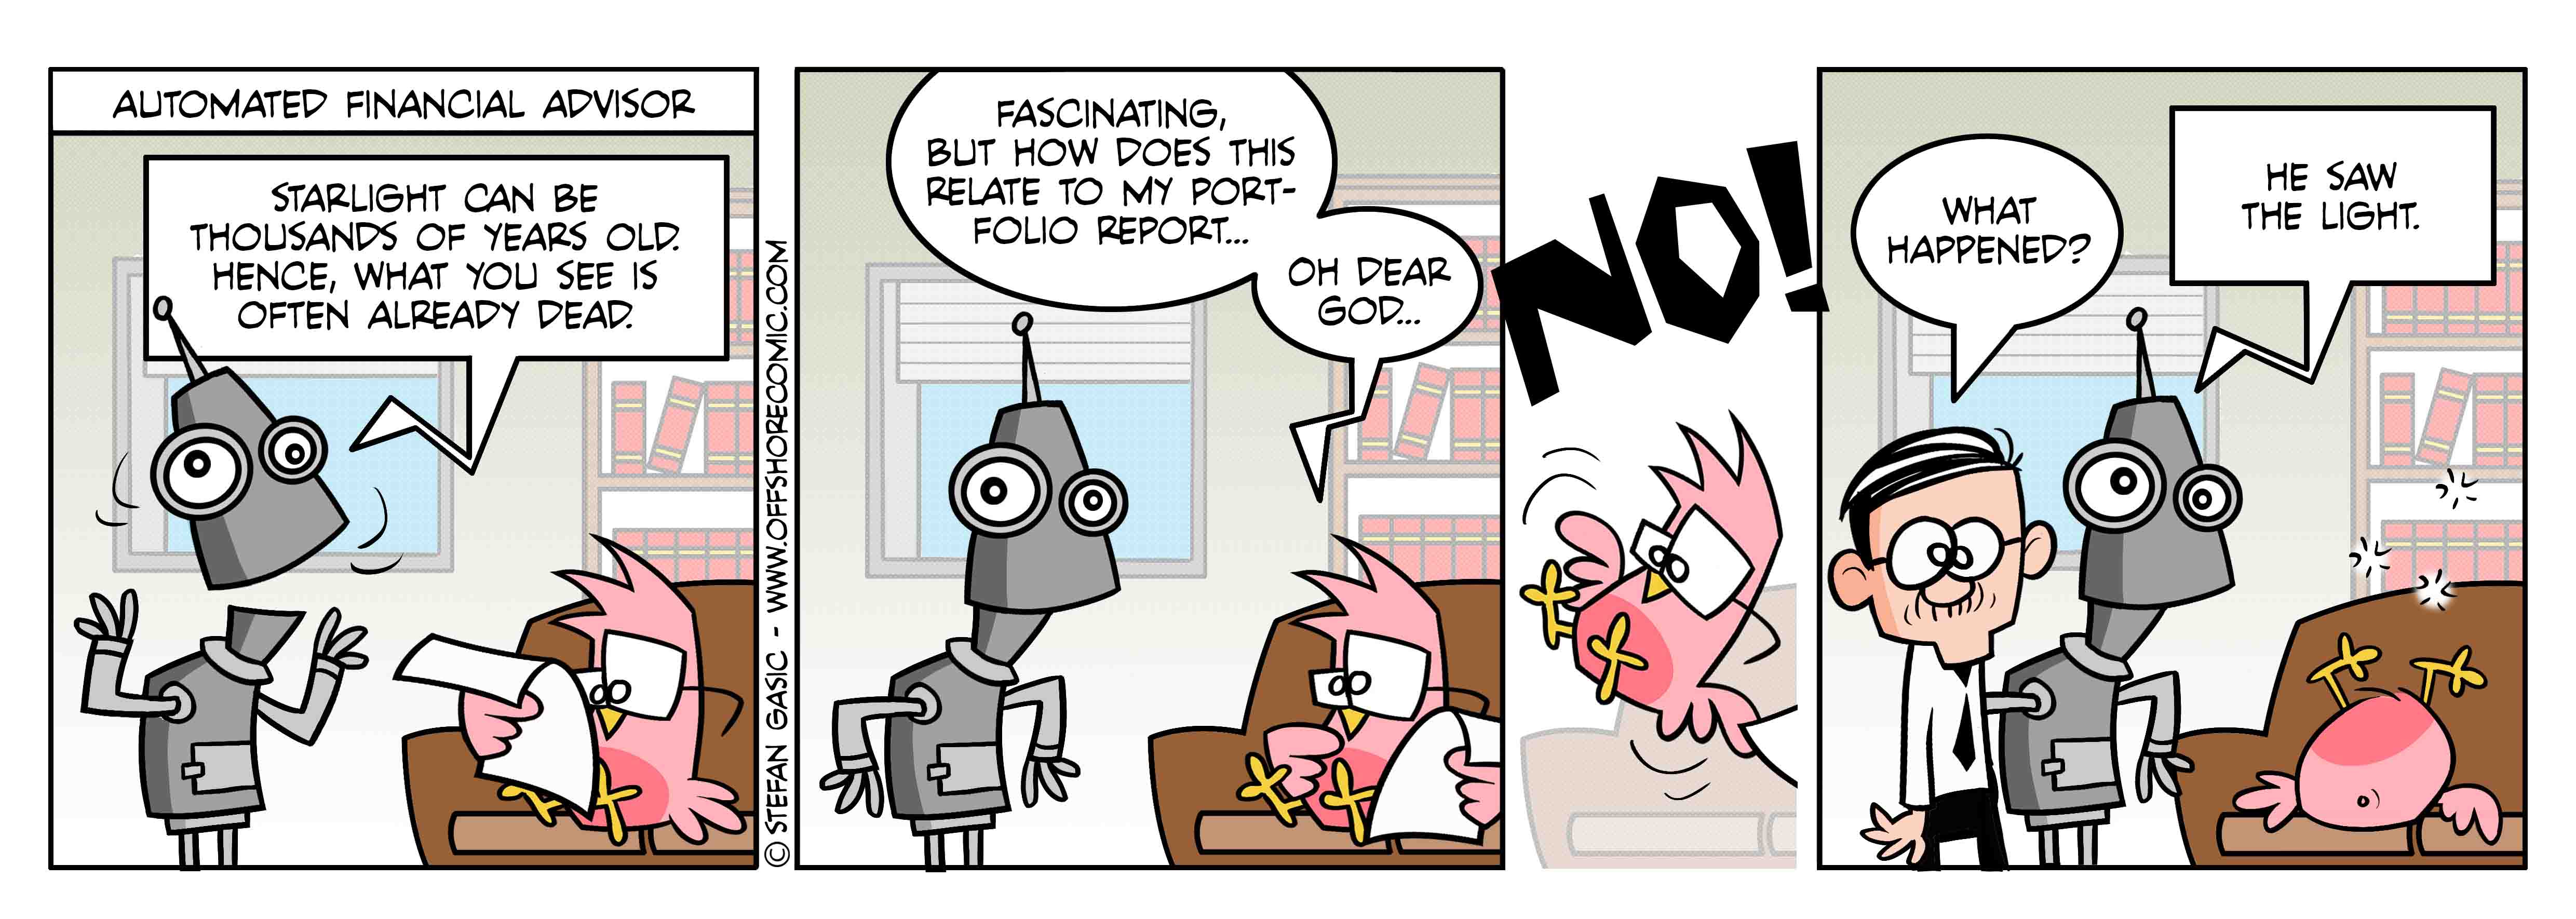 AUTOMATED FINANCIAL ADVISOR
STARLIGHT CAN BE
THOUSANDS OF YEARS OLD.
HENCE, WHAT YOU SEE IS
OFTEN ALREADY DEAD.
© STEFAN GASIC - WWW.OFFSHORECOMIC.COM
FASCINATING,
BUT HOW DOES THIS
RELATE TO MY PORT-
FOLIO REPORT...
OH DEAR
GOD...
NO!
WHAT
HAPPENED?
HE SAW
THE LIGHT.